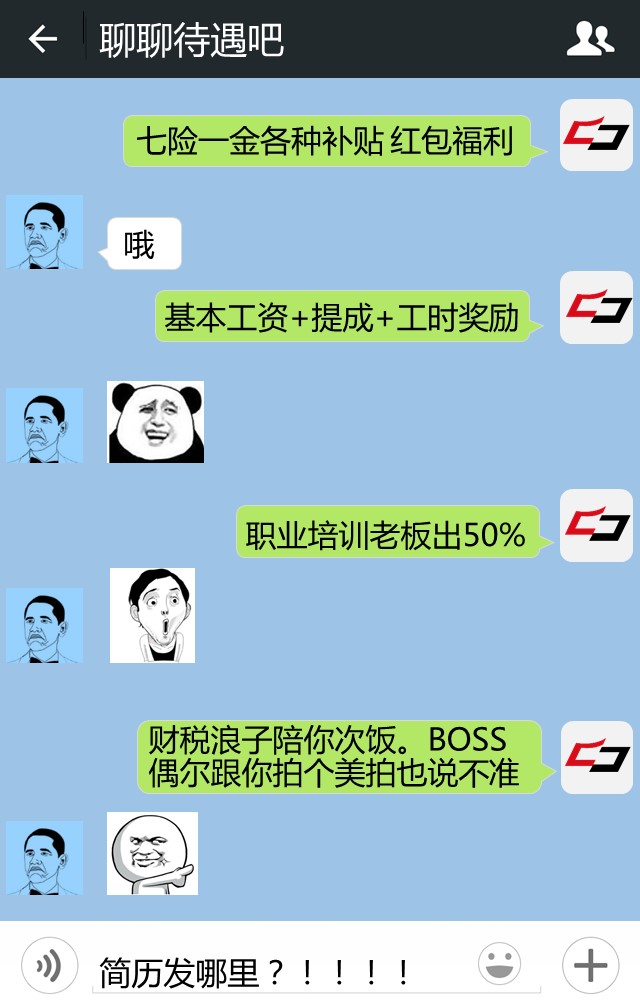 聊聊待遇吧
七险一金各种补贴 红包福利
哦
基本工资+提成+工时奖励
职业培训老板出50%
财税浪子陪你次饭。BOSS
偶尔跟你拍个美拍也说不准
简历发哪里？！！！！！